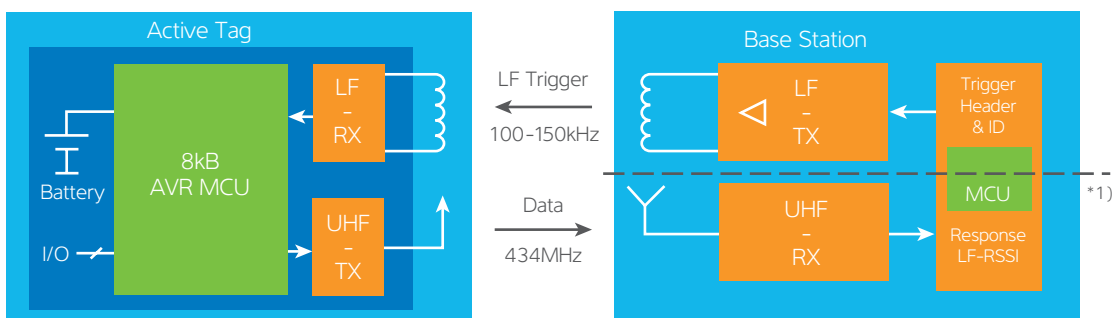 Active Tag
LF
-
RX
8kB
AVR MCU
Battery
I/O
UHF
-
TX
LF Trigger
100-150kHz
Data
434MHz
Base Station
LF
-
TX
Trigger
Header
& ID
MCU
*1)
UHF
-
RX
Response
LF-RSSI